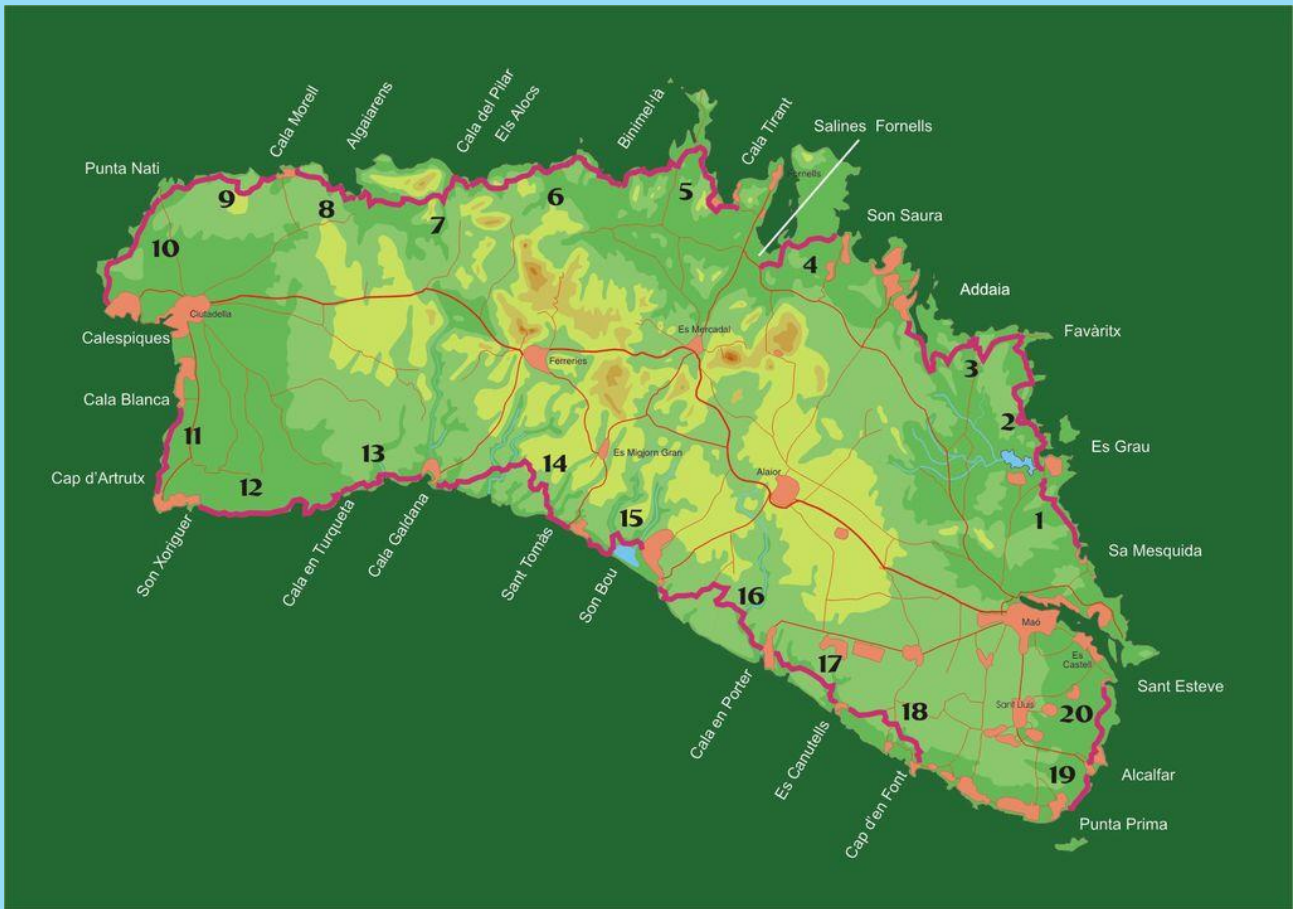 Cala Morell
Algaiarens
Cala del Pilar
Els Alocs
Binimel·là
Cala Tirant
Salines Fornells
Punta Nati
Fornells
Son Saura
9
8
7
6
5
10
4
Addaia
Ciutadella
Calespiques
Es Mercadal
Favàritx
Ferreries
3
Cala Blanca
2
11
13
Es Grau
Es Migjorn Gran
14
Alaior
Cap d'Artrutx
12
15
1
Son Xoriguer
Cala en Turqueta
Cala Galdana
Sant Tomàs
Son Bou
Sa Mesquida
16
Maó
Es
Castell
17
Sant Esteve
Cala en Porter
Es Canutells
18
Sant Lluis
20
Cap d'en Font
19
Alcalfar
Punta Prima